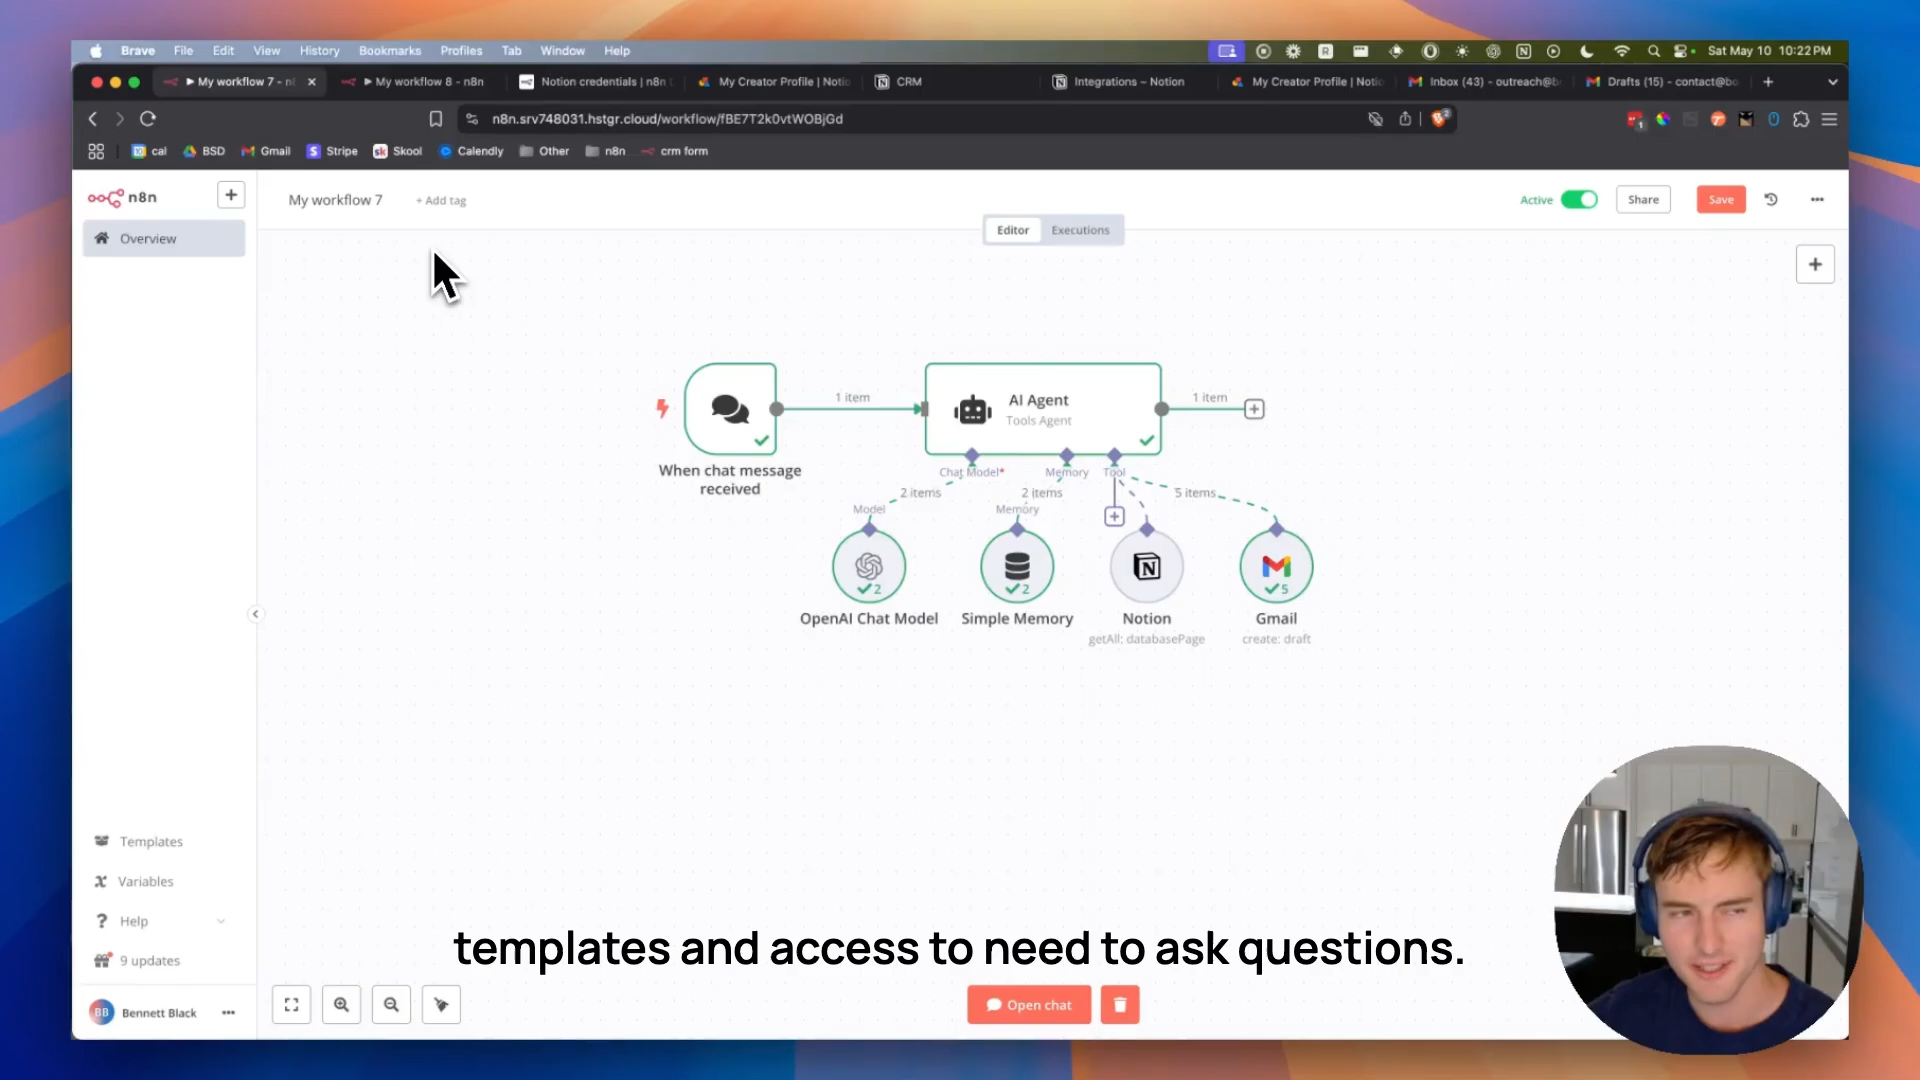 Brave File Edit View History Bookmarks Profiles Tab Window Help Sat May 10 10:22 PM
My workflow 7 - n8 My workflow 8 - n8n Notion credentials | n8n My Creator Profile | Notio CRM Integrations – Notion My Creator Profile | Notio Inbox (43) - outreach@b Drafts (15) - contact@bo
n8n.srv748031.hstgr.cloud/workflow/fBE7T2k0vtWOBjGd
cal BSD Gmail Stripe Skool Calendly Other n8n crm form
n8n
My workflow 7 + Add tag
Active Share Save
Overview
Editor Executions
1 item
AI Agent
Tools Agent
1 item
When chat message
received
Chat Model* Memory Tool
2 items 2 items 5 items
Model Memory
2 2 5
OpenAI Chat Model Simple Memory Notion Gmail
getAll: databasePage create: draft
Templates
Variables
Help
9 updates
templates and access to need to ask questions.
BB Bennett Black
Open chat